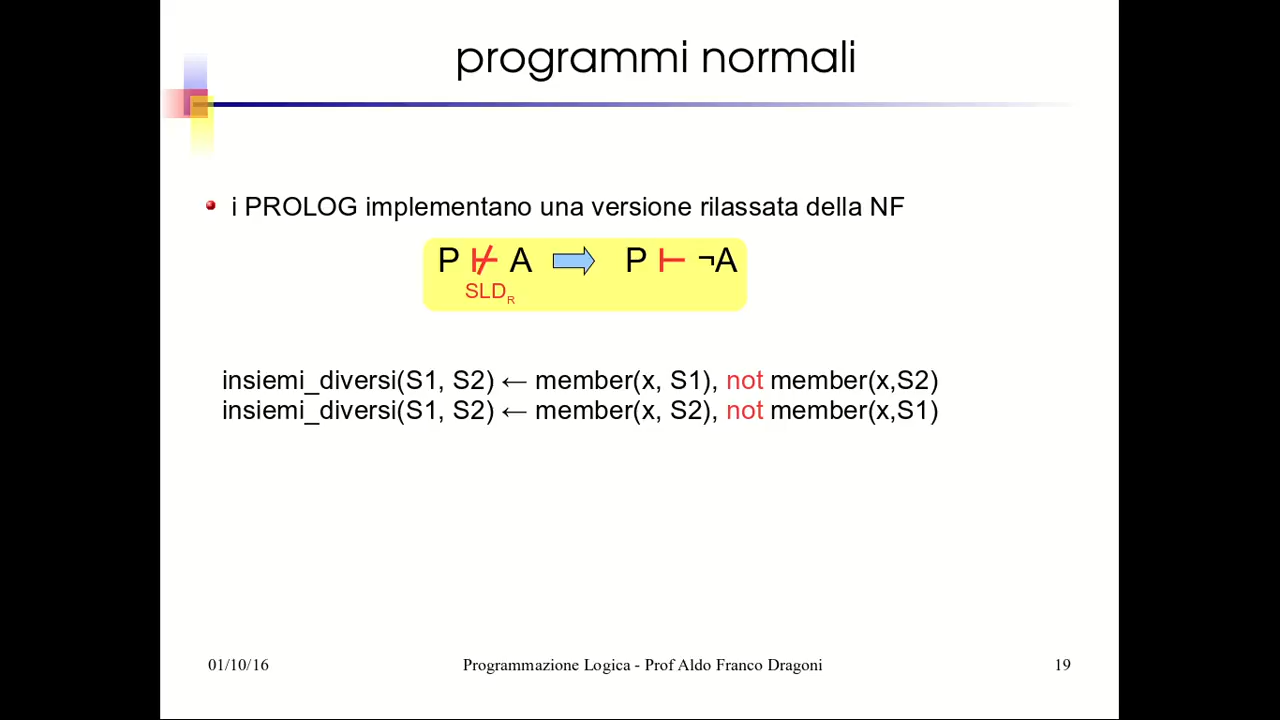 programmi normali
i PROLOG implementano una versione rilassata della NF
P ⊬ A P ⊢ ¬A
SLD_R
insiemi_diversi(S1, S2) ← member(x, S1), not member(x,S2)
insiemi_diversi(S1, S2) ← member(x, S2), not member(x,S1)
01/10/16 Programmazione Logica - Prof Aldo Franco Dragoni 19